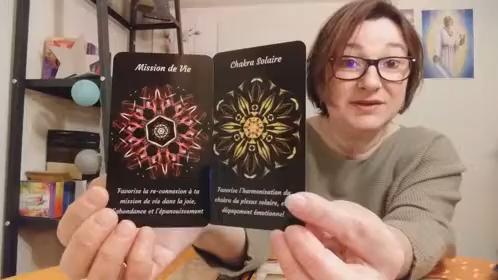 Mission de Vie
Favorise la re-connexion à ta
mission de vie dans la joie,
l'abondance et l'épanouissement
Chakra Solaire
Favorise l'harmonisation du
chakra du plexus solaire,
dégagement émotionnel